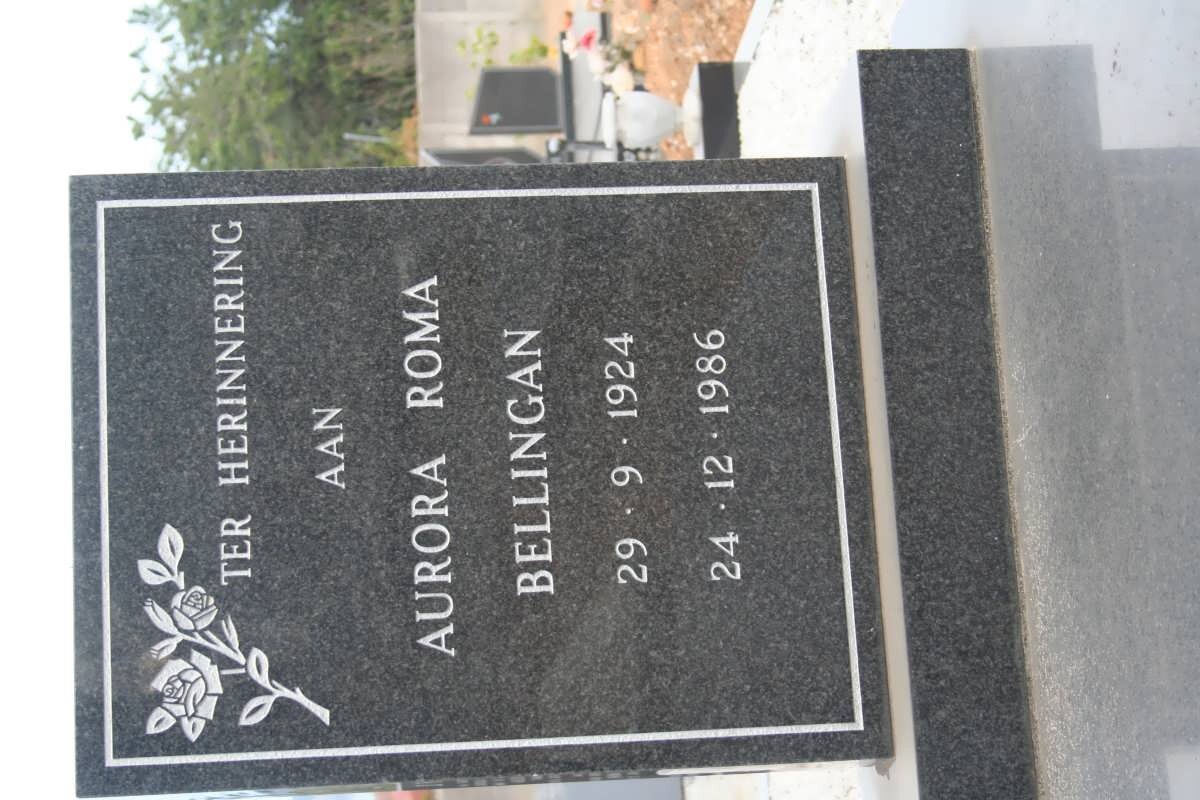 TER HERINNERING
AAN
AURORA ROMA
BELLINGAN
29 · 9 · 1924
24 · 12 · 1986